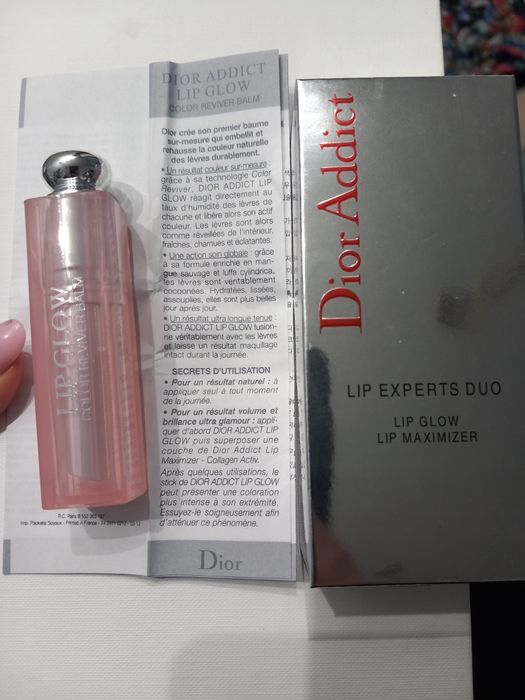 DIOR ADDICT
LIP GLOW
COLOR REVIVER BALM
Dior crée son premier baume
sur-mesure qui embellit et
rehausse la couleur naturelle
des lèvres durablement.
• Un résultat couleur sur-mesure :
grâce à sa technologie Color
Reviver, DIOR ADDICT LIP
GLOW réagit directement au
taux d'humidité des lèvres de
chacune et libère alors son actif
couleur. Les lèvres sont alors
comme réveillées de l'intérieur,
fraîches, charnues et éclatantes.
• Une action soin globale : grâce
à sa formule enrichie en man-
gue sauvage et luffa cylindrica,
les lèvres sont véritablement
cocoonées. Hydratées, lissées,
assouplies, elles sont plus belles
jour après jour.
• Un résultat ultra longue tenue :
DIOR ADDICT LIP GLOW fusion-
ne véritablement avec les lèvres
et laisse un résultat maquillage
intact durant la journée.
SECRETS D'UTILISATION
• Pour un résultat naturel : à
appliquer seul à tout moment
de la journée.
• Pour un résultat volume et
brillance ultra glamour : appli-
quer d'abord DIOR ADDICT LIP
GLOW puis superposer une
couche de Dior Addict Lip
Maximizer - Collagen Activ.
Après quelques utilisations, le
stick de DIOR ADDICT LIP GLOW
peut présenter une coloration
plus intense à son extrémité.
Essuyez-le soigneusement afin
d'atténuer ce phénomène.
Dior
LIP GLOW
COLOR REVIVER BALM
Dior Addict
LIP EXPERTS DUO
LIP GLOW
LIP MAXIMIZER